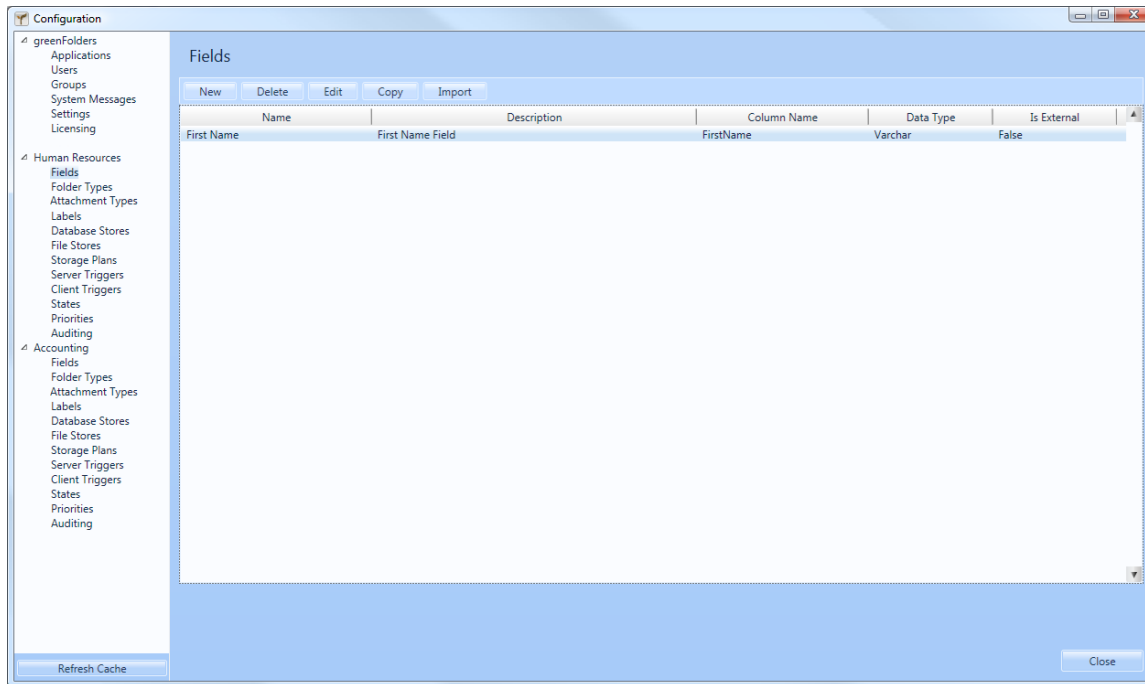 Configuration
greenFolders
Applications
Users
Groups
System Messages
Settings
Licensing
Human Resources
Fields
Folder Types
Attachment Types
Labels
Database Stores
File Stores
Storage Plans
Server Triggers
Client Triggers
States
Priorities
Auditing
Accounting
Fields
Folder Types
Attachment Types
Labels
Database Stores
File Stores
Storage Plans
Server Triggers
Client Triggers
States
Priorities
Auditing
Refresh Cache
Fields
New Delete Edit Copy Import
Name Description Column Name Data Type Is External
First Name First Name Field FirstName Varchar False
Close